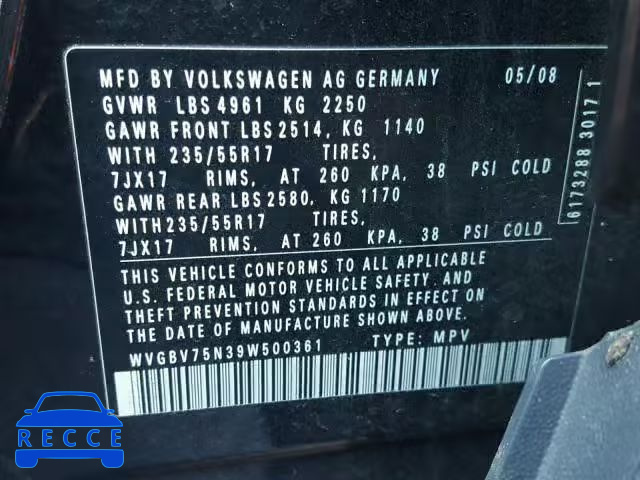 MFD BY VOLKSWAGEN AG GERMANY 05/08
GVWR LBS 4961 KG 2250
GAWR FRONT LBS 2514, KG 1140
WITH 235/55R17 TIRES,
7JX17 RIMS, AT 260 KPA, 38 PSI COLD
GAWR REAR LBS 2580, KG 1170
WITH 235/55R17 TIRES,
7JX17 RIMS, AT 260 KPA, 38 PSI COLD
THIS VEHICLE CONFORMS TO ALL APPLICABLE
U.S. FEDERAL MOTOR VEHICLE SAFETY AND
THEFT PREVENTION STANDARDS IN EFFECT ON
THE DATE OF MANUFACTURE SHOWN ABOVE.
WVGBV75N39W500361 TYPE: MPV
6173288 3017 1
RECCE